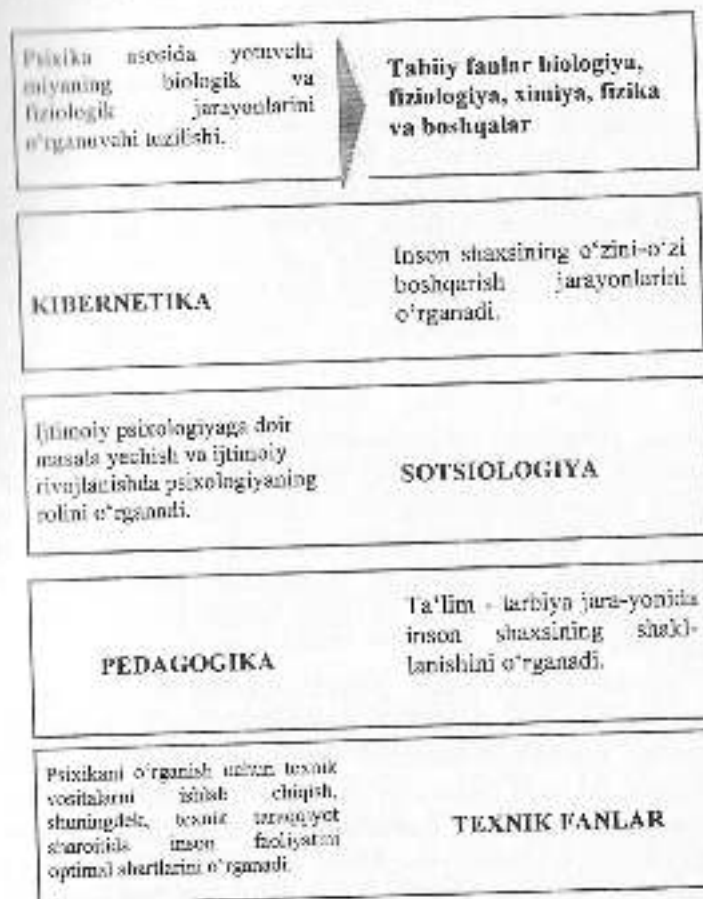 Psixika asosida yotuvchi
miyaning biologik va
fiziologik jarayonlarini
o‘rganuvchi tuzilishi.
Tabiiy fanlar biologiya,
fiziologiya, ximiya, fizika
va boshqalar
KIBERNETIKA
Inson shaxsining o‘zini-o‘zi
boshqarish jarayonlarini
o‘rganadi.
Ijtimoiy psixologiyaga doir
masala yechish va ijtimoiy
rivojlanishda psixologiyaning
rolini o‘rganadi.
SOTSIOLOGIYA
PEDAGOGIKA
Ta‘lim - tarbiya jara-yonida
inson shaxsining shakl-
lanishini o‘rganadi.
Psixikani o‘rganish uchun texnik
vositalarni ishlab chiqish,
shuningdek, texnik taraqqiyot
sharoitida inson faoliyatini
optimal shartlarini o‘rganadi.
TEXNIK FANLAR